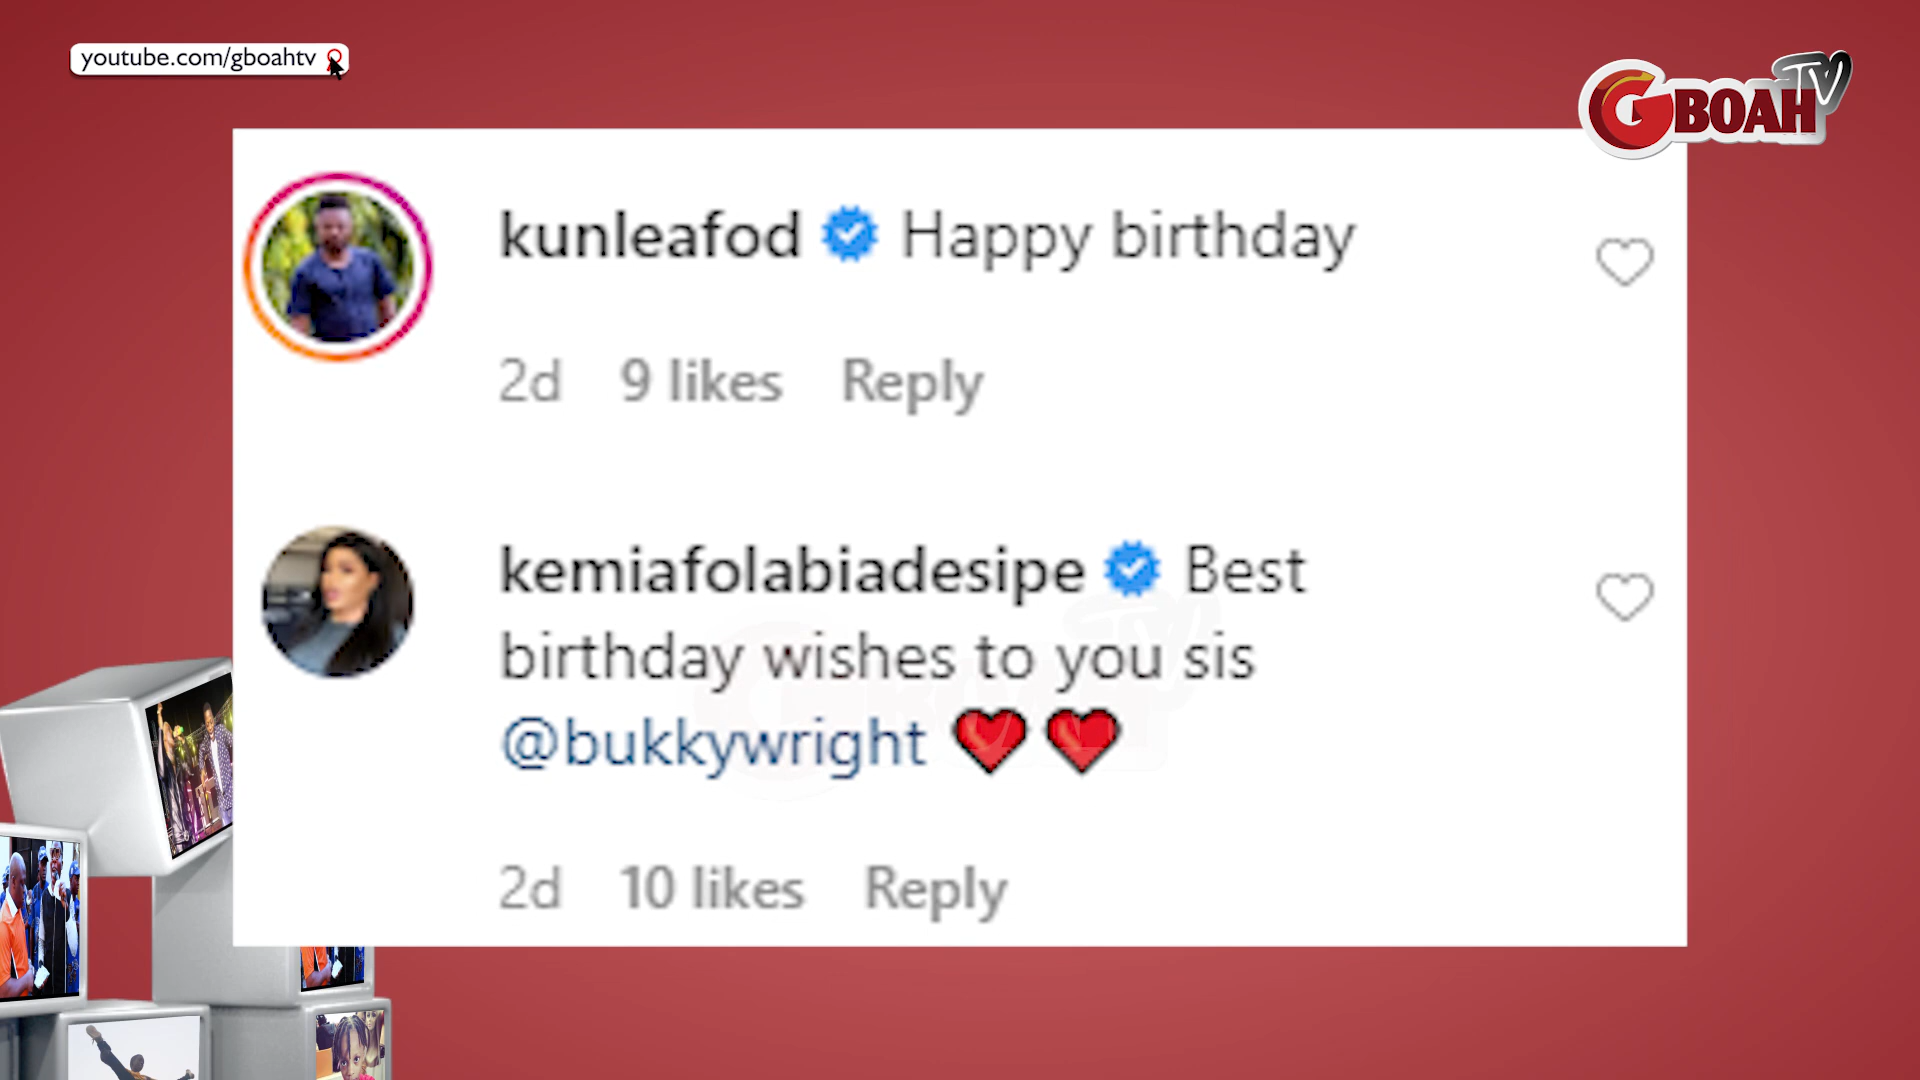 youtube.com/gboahtv
GBOAH TV
kunleafod Happy birthday
2d 9 likes Reply
kemiafolabiadesipe Best
birthday wishes to you sis
@bukkywright ❤️ ❤️
2d 10 likes Reply